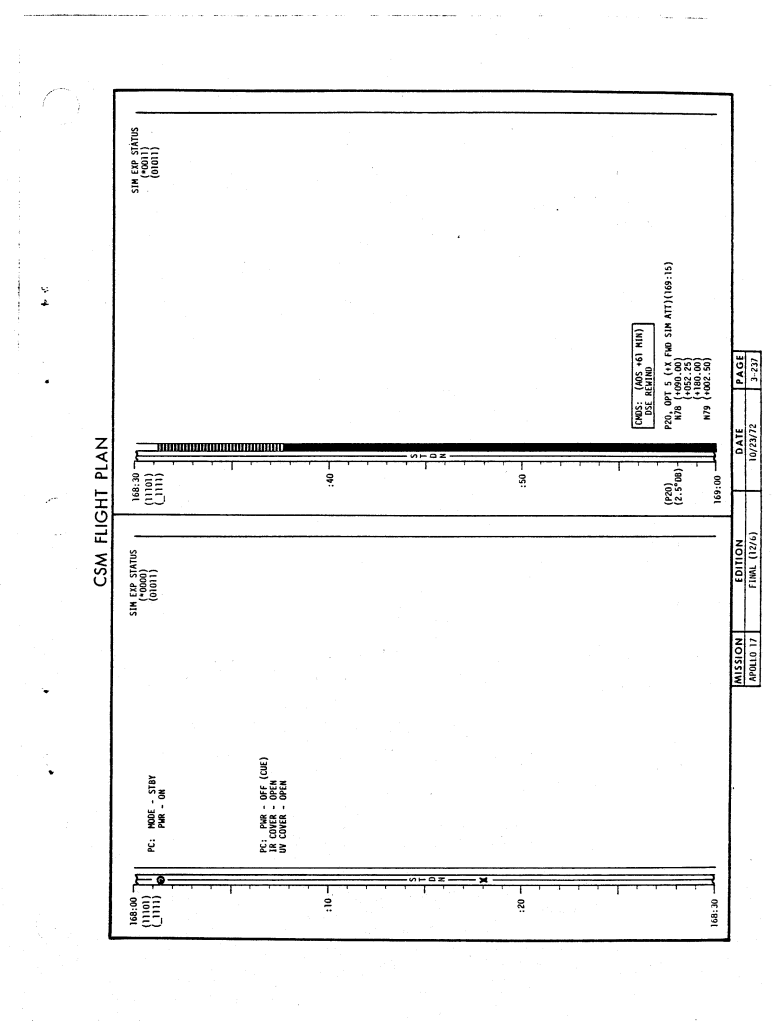 CSM FLIGHT PLAN
168:00
(11101)
(_1111)
SIM EXP STATUS
(*0000)
(01011)
PC: MODE - STBY
PWR - ON
PC: PWR - OFF (CUE)
IR COVER - OPEN
UV COVER - OPEN
:10
STDN
:20
168:30
168:30
(11101)
(_1111)
SIM EXP STATUS
(*0011)
(01011)
:40
STDN
:50
CMDS: (AOS +61 MIN)
DSE REWIND
(P20)
(2.5°DB)
P20, OPT 5 (+X FWD SIM ATT)(169:15)
N78 (+090.00)
(+052.25)
(+180.00)
N79 (+002.50)
169:00
MISSION EDITION DATE PAGE
APOLLO 17 FINAL (12/6) 10/23/72 3-237